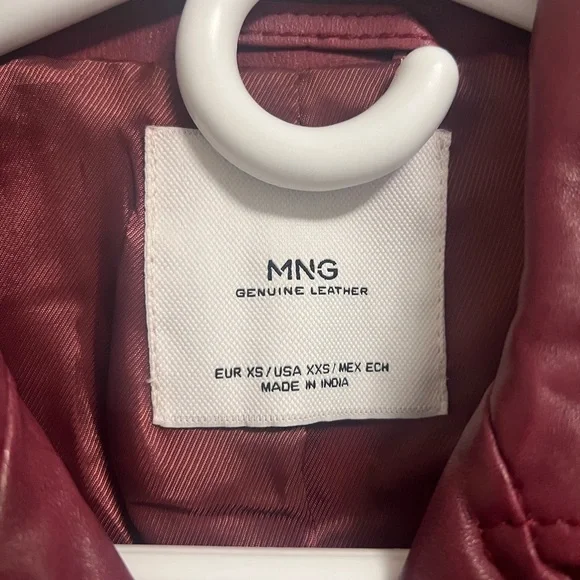 MNG
GENUINE LEATHER
EUR XS / USA XXS / MEX ECH
MADE IN INDIA